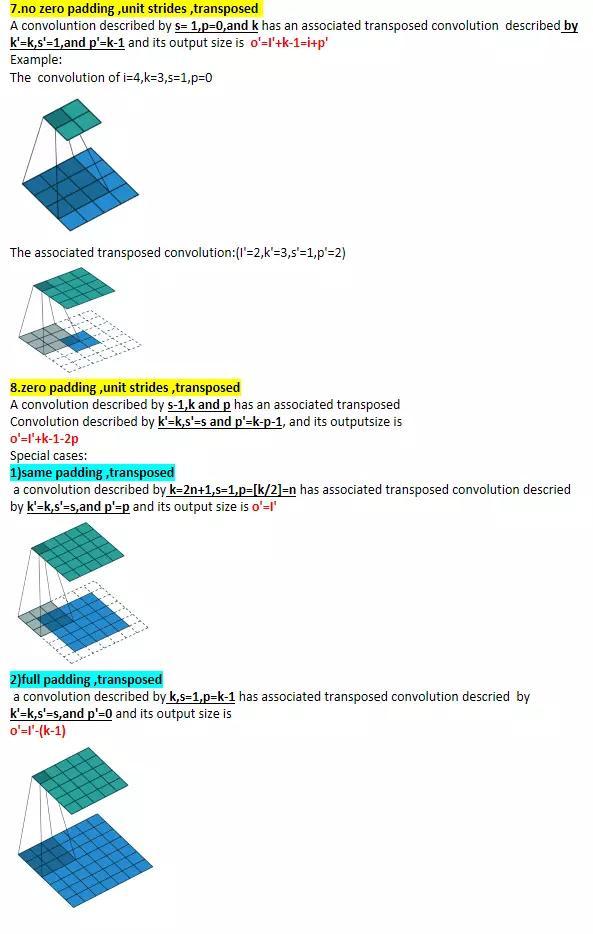 7.no zero padding ,unit strides ,transposed
A convoluntion described by s= 1,p=0,and k has an associated transposed convolution  described by
k'=k,s'=1,and p'=k-1 and its output size is  o'=I'+k-1=i+p'
Example:
The  convolution of i=4,k=3,s=1,p=0
The associated transposed convolution:(I'=2,k'=3,s'=1,p'=2)
8.zero padding ,unit strides ,transposed
A convolution described by s-1,k and p has an associated transposed
Convolution described by k'=k,s'=s and p'=k-p-1, and its outputsize is
o'=I'+k-1-2p
Special cases:
1)same padding ,transposed
a convolution described by k=2n+1,s=1,p=[k/2]=n has associated transposed convolution descried
by k'=k,s'=s,and p'=p and its output size is o'=I'
2)full padding ,transposed
a convolution described by k,s=1,p=k-1 has associated transposed convolution descried  by
k'=k,s'=s,and p'=0 and its output size is
o'=I'-(k-1)